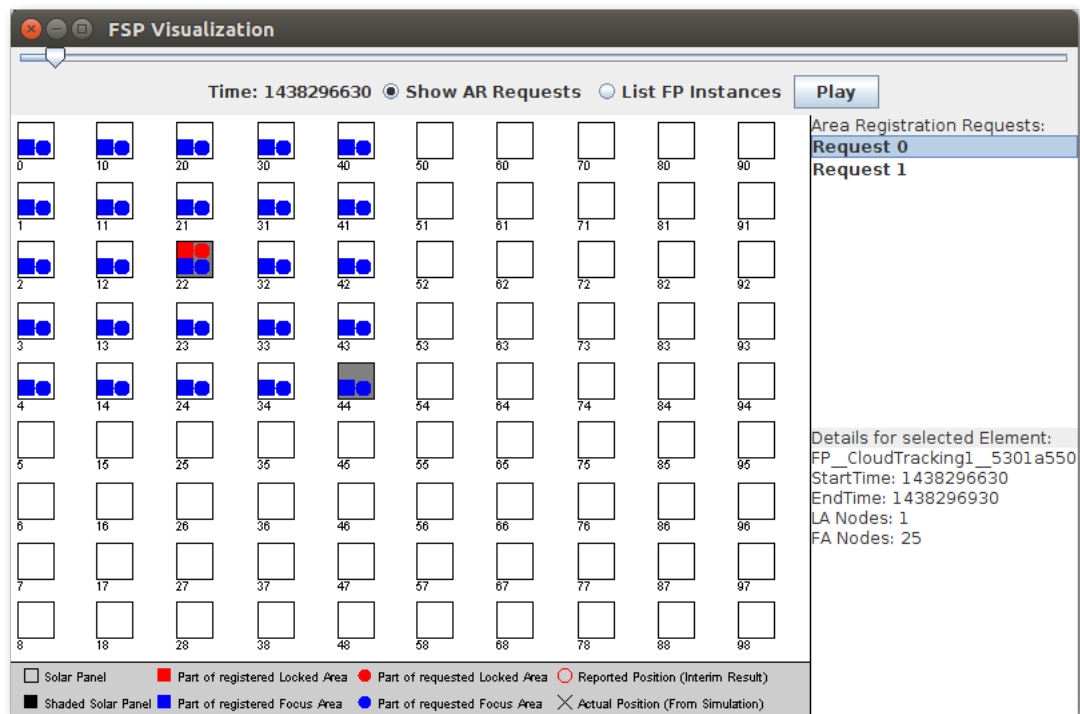 FSP Visualization
Time: 1438296630 Show AR Requests List FP Instances Play
Area Registration Requests:
Request 0
Request 1
0 10 20 30 40 50 60 70 80 90
1 11 21 31 41 51 61 71 81 91
2 12 22 32 42 52 62 72 82 92
3 13 23 33 43 53 63 73 83 93
4 14 24 34 44 54 64 74 84 94
5 15 25 35 45 55 65 75 85 95
6 16 26 36 46 56 66 76 86 96
7 17 27 37 47 57 67 77 87 97
8 18 28 38 48 58 68 78 88 98
Details for selected Element:
FP__CloudTracking1__5301a550
StartTime: 1438296630
EndTime: 1438296930
LA Nodes: 1
FA Nodes: 25
Solar Panel Part of registered Locked Area Part of requested Locked Area Reported Position (Interim Result)
Shaded Solar Panel Part of registered Focus Area Part of requested Focus Area Actual Position (From Simulation)